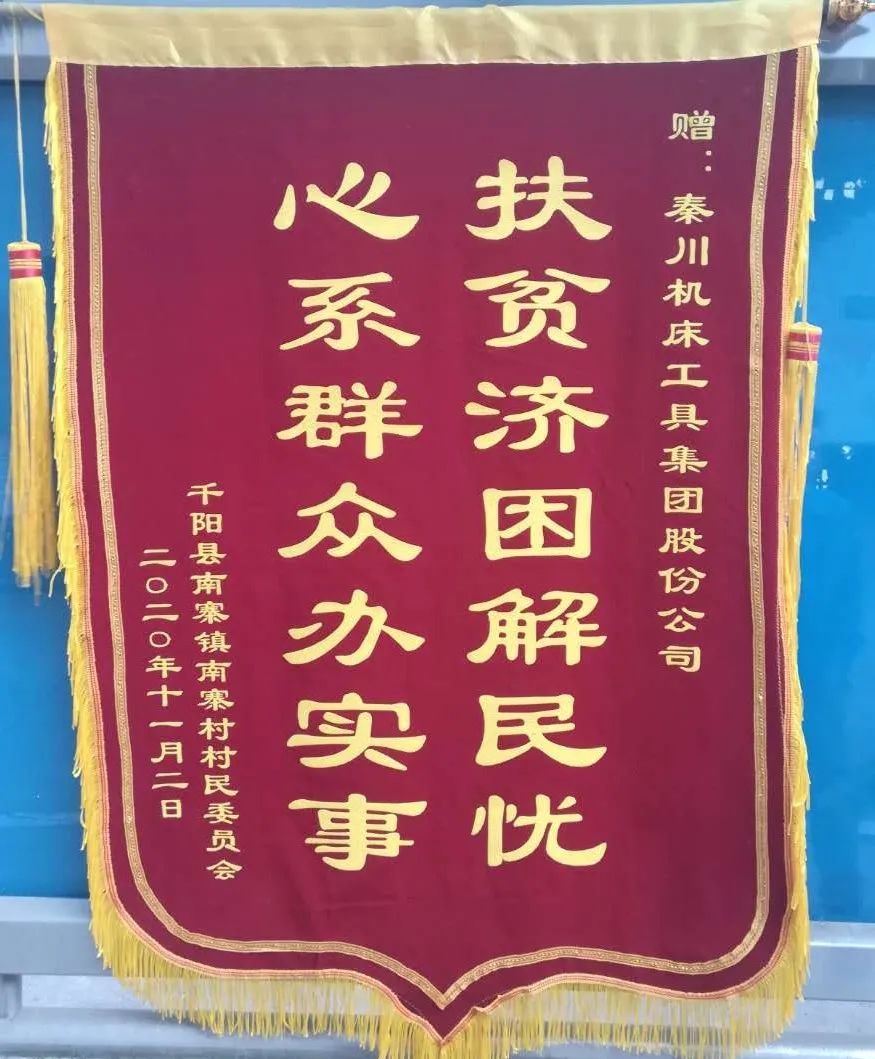 赠：秦川机床工具集团股份公司
扶贫济困解民忧
心系群众办实事
千阳县南寨镇南寨村村民委员会
二〇二〇年十一月二日